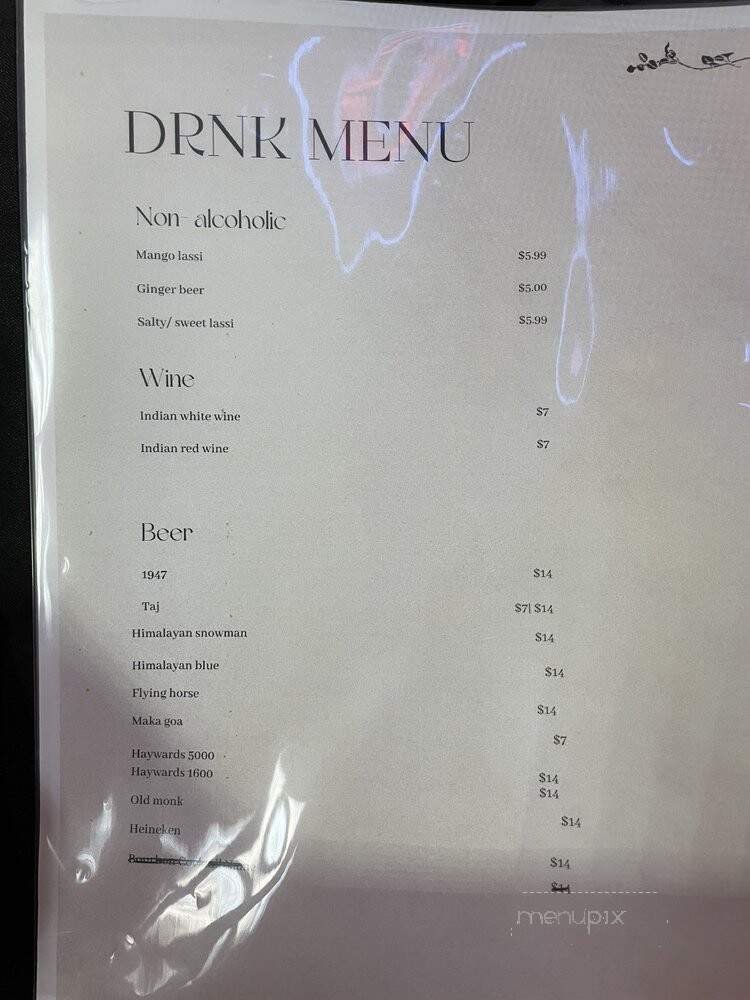 DRNK MENU
Non-alcoholic
Mango lassi $5.99
Ginger beer $5.00
Salty/ sweet lassi $5.99
Wine
Indian white wine $7
Indian red wine $7
Beer
1947 $14
Taj $7| $14
Himalayan snowman $14
Himalayan blue $14
Flying horse $14
Maka goa $7
Haywards 5000 $14
Haywards 1600 $14
Old monk $14
Heineken $14
Bourbon $14
menupix